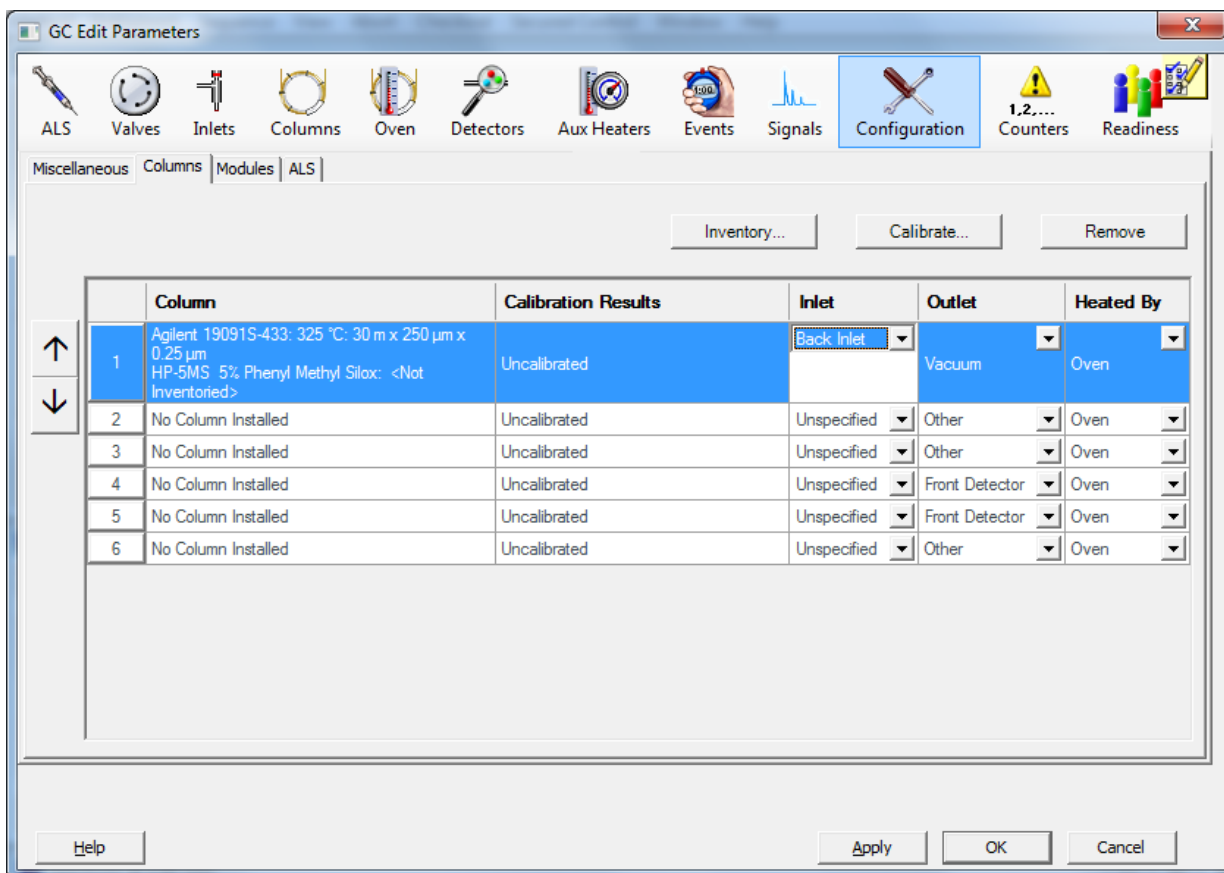 GC Edit Parameters
ALS Valves Inlets Columns Oven Detectors Aux Heaters 1:00 Events Signals Configuration 1,2,... Counters Readiness
Miscellaneous Columns Modules ALS
Inventory... Calibrate... Remove
Column Calibration Results Inlet Outlet Heated By
1 Agilent 19091S-433: 325 °C: 30 m x 250 µm x
0.25 µm
HP-5MS 5% Phenyl Methyl Silox: <Not
Inventoried>
Uncalibrated Back Inlet Vacuum Oven
2 No Column Installed Uncalibrated Unspecified Other Oven
3 No Column Installed Uncalibrated Unspecified Other Oven
4 No Column Installed Uncalibrated Unspecified Front Detector Oven
5 No Column Installed Uncalibrated Unspecified Front Detector Oven
6 No Column Installed Uncalibrated Unspecified Other Oven
Help Apply OK Cancel